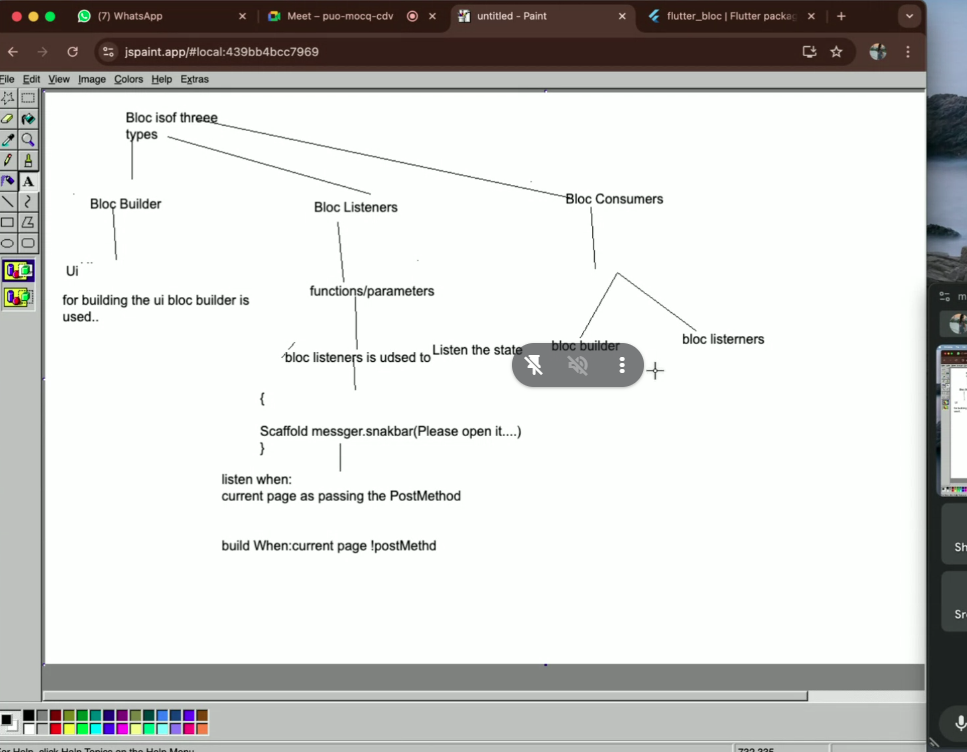 (7) WhatsApp
Meet – puo-mocq-cdv
untitled - Paint
flutter_bloc | Flutter packag
jspaint.app/#local:439bb4bcc7969
File Edit View Image Colors Help Extras
Bloc isof threee
types
Bloc Builder
Bloc Listeners
Bloc Consumers
Ui
for building the ui bloc builder is
used..
functions/parameters
bloc listeners is udsed to
Listen the state
bloc builder
bloc listerners
{
Scaffold messger.snakbar(Please open it....)
}
listen when:
current page as passing the PostMethod
build When:current page !postMethd
m
Sh
Sr
For Help, click Help Topics on the Help Menu.
732,335